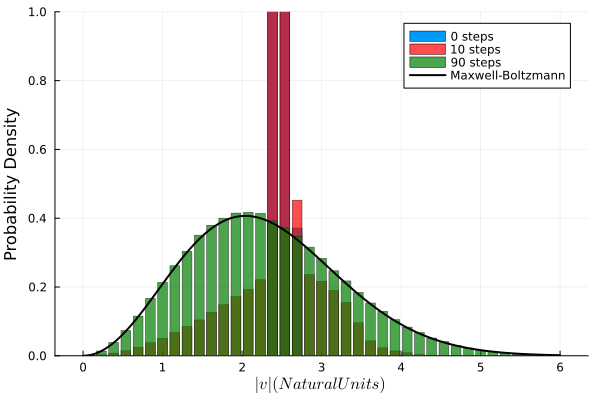 1.0
0.8
0.6
0.4
0.2
0.0
Probability Density
0 steps
10 steps
90 steps
Maxwell-Boltzmann
0 1 2 3 4 5 6
|v|(NaturalUnits)